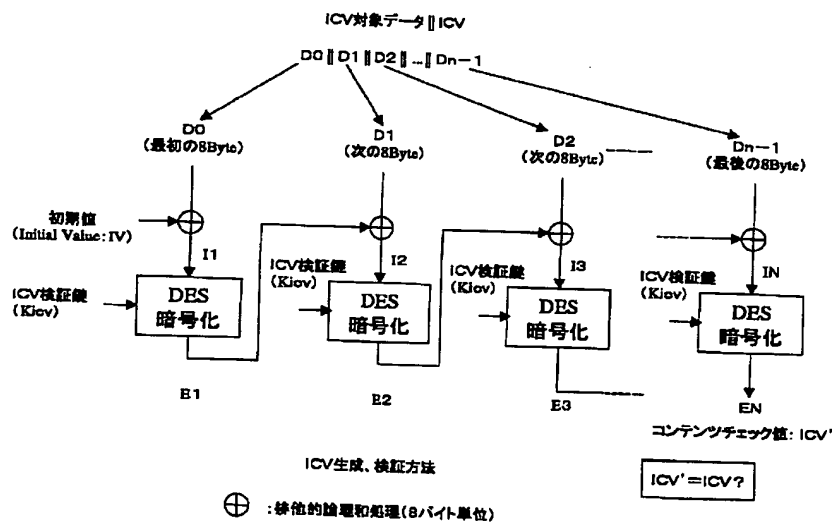 ICV対象データ‖ICV
D0‖D1‖D2‖...‖Dn－1
D0
(最初の8Byte)
D1
(次の8Byte)
D2
(次の8Byte)
Dn－1
(最後の8Byte)
初期値
(Initial Value:IV)
I1
I2
I3
IN
ICV検証鍵
(Kicv)
DES
暗号化
ICV検証鍵
(Kicv)
DES
暗号化
ICV検証鍵
(Kicv)
DES
暗号化
ICV検証鍵
(Kicv)
DES
暗号化
E1
E2
E3
EN
コンテンツチェック値: ICV'
ICV生成、検証方法
ICV'=ICV?
:排他的論理和処理(8バイト単位)